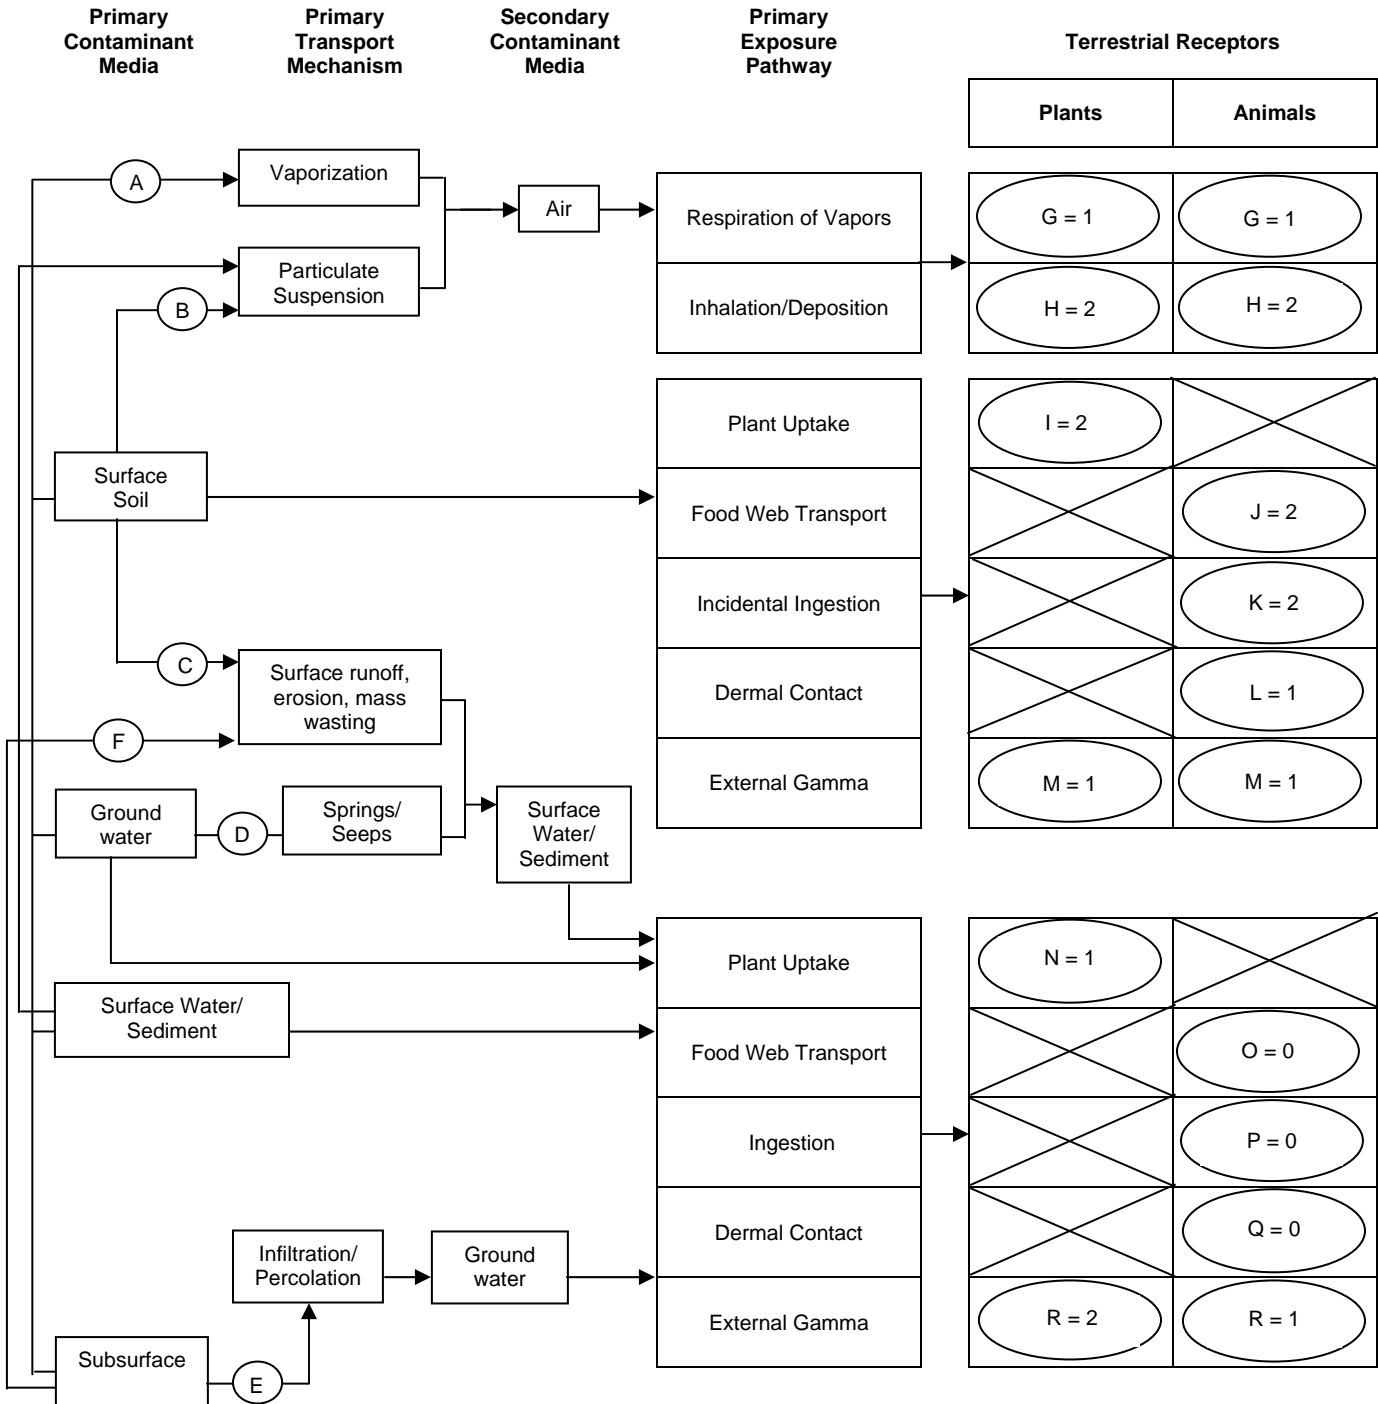 Primary
Contaminant
Media
Primary
Transport
Mechanism
Secondary
Contaminant
Media
Primary
Exposure
Pathway
Terrestrial Receptors
Plants
Animals
A
Vaporization
Air
Respiration of Vapors
G = 1
G = 1
Particulate
Suspension
B
Inhalation/Deposition
H = 2
H = 2
Plant Uptake
I = 2
Surface
Soil
Food Web Transport
J = 2
Incidental Ingestion
K = 2
C
Surface runoff,
erosion, mass
wasting
Dermal Contact
L = 1
F
External Gamma
M = 1
M = 1
Ground
water
D
Springs/
Seeps
Surface
Water/
Sediment
Plant Uptake
N = 1
Surface Water/
Sediment
Food Web Transport
O = 0
Ingestion
P = 0
Dermal Contact
Q = 0
Infiltration/
Percolation
Ground
water
External Gamma
R = 2
R = 1
Subsurface
E